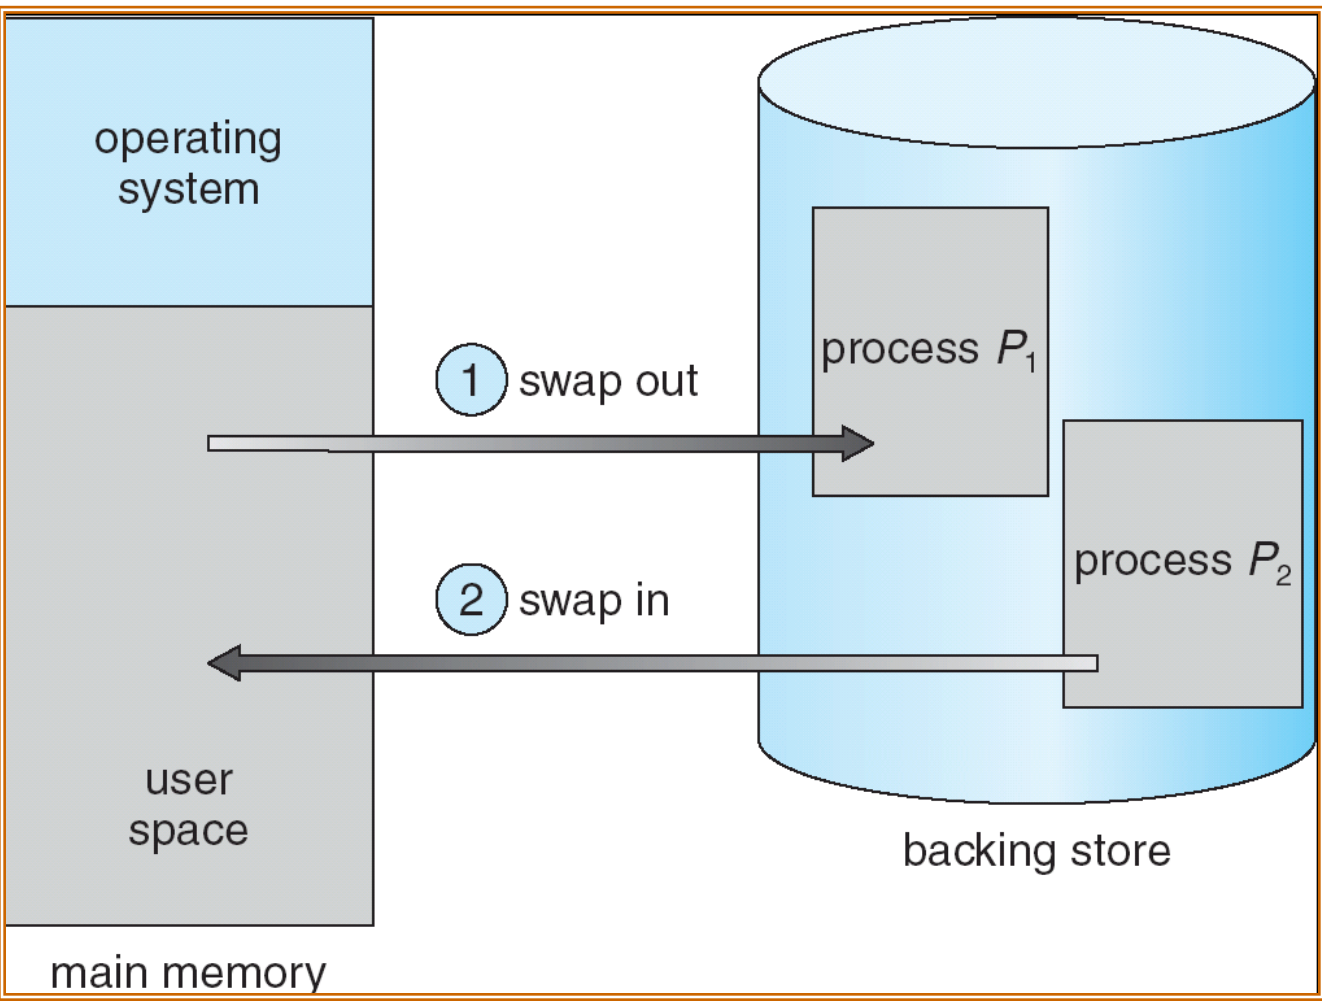 operating
system
1 swap out
process P1
2 swap in
process P2
user
space
backing store
main memory